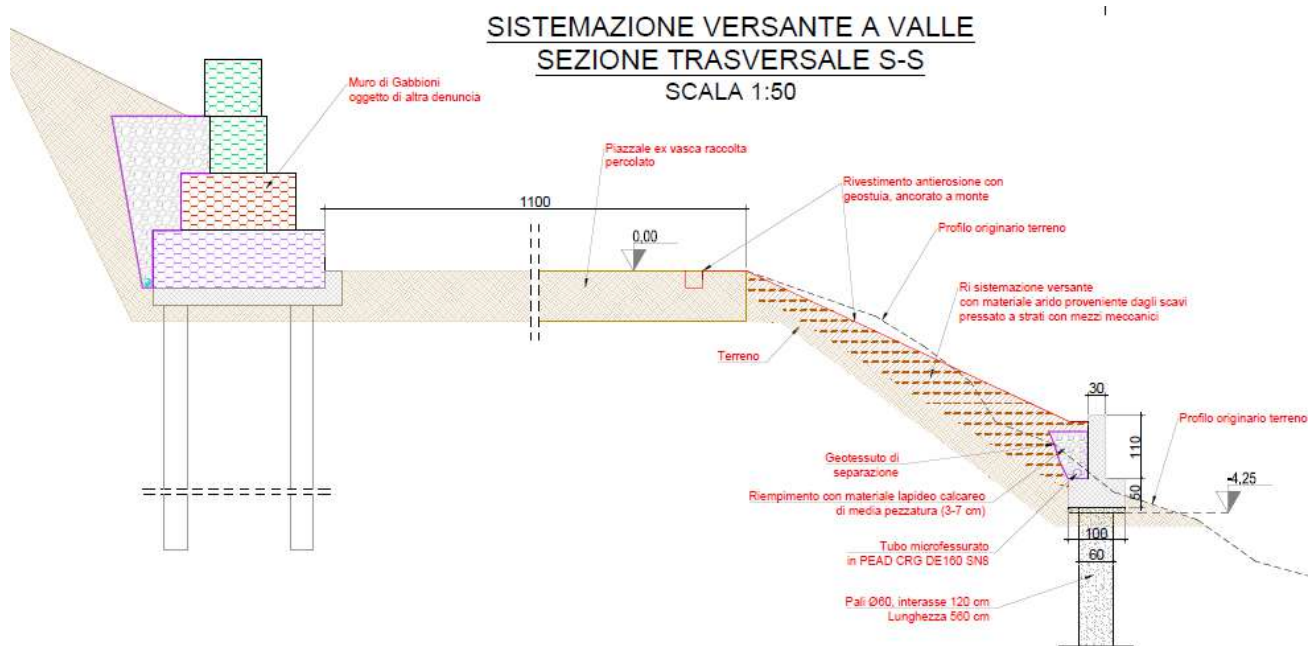 SISTEMAZIONE VERSANTE A VALLE
SEZIONE TRASVERSALE S-S
SCALA 1:50
Muro di Gabbioni
oggetto di altra denuncia
Piazzale ex vasca raccolta
percolato
Rivestimento antierosione con
geostuia, ancorato a monte
1100
0,00
Profilo originario terreno
Ri sistemazione versante
con materiale arido proveniente dagli scavi
pressato a strati con mezzi meccanici
Terreno
30
Profilo originario terreno
110
Geotessuto di
separazione
-4,25
50
Riempimento con materiale lapideo calcareo
di media pezzatura (3-7 cm)
100
Tubo microfessurato
in PEAD CRG DE160 SN8
60
Pali Ø60, interasse 120 cm
Lunghezza 560 cm